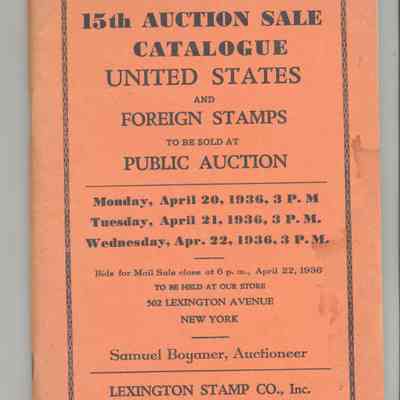 15th AUCTION SALE
CATALOGUE
UNITED STATES
AND
FOREIGN STAMPS
TO BE SOLD AT
PUBLIC AUCTION
Monday, April 20, 1936, 3 P. M
Tuesday, April 21, 1936, 3 P. M.
Wednesday, Apr. 22, 1936, 3 P. M.
Bids for Mail Sale close at 6 p. m., April 22, 1936
TO BE HELD AT OUR STORE
502 LEXINGTON AVENUE
NEW YORK
Samuel Boyaner, Auctioneer
LEXINGTON STAMP CO., Inc.